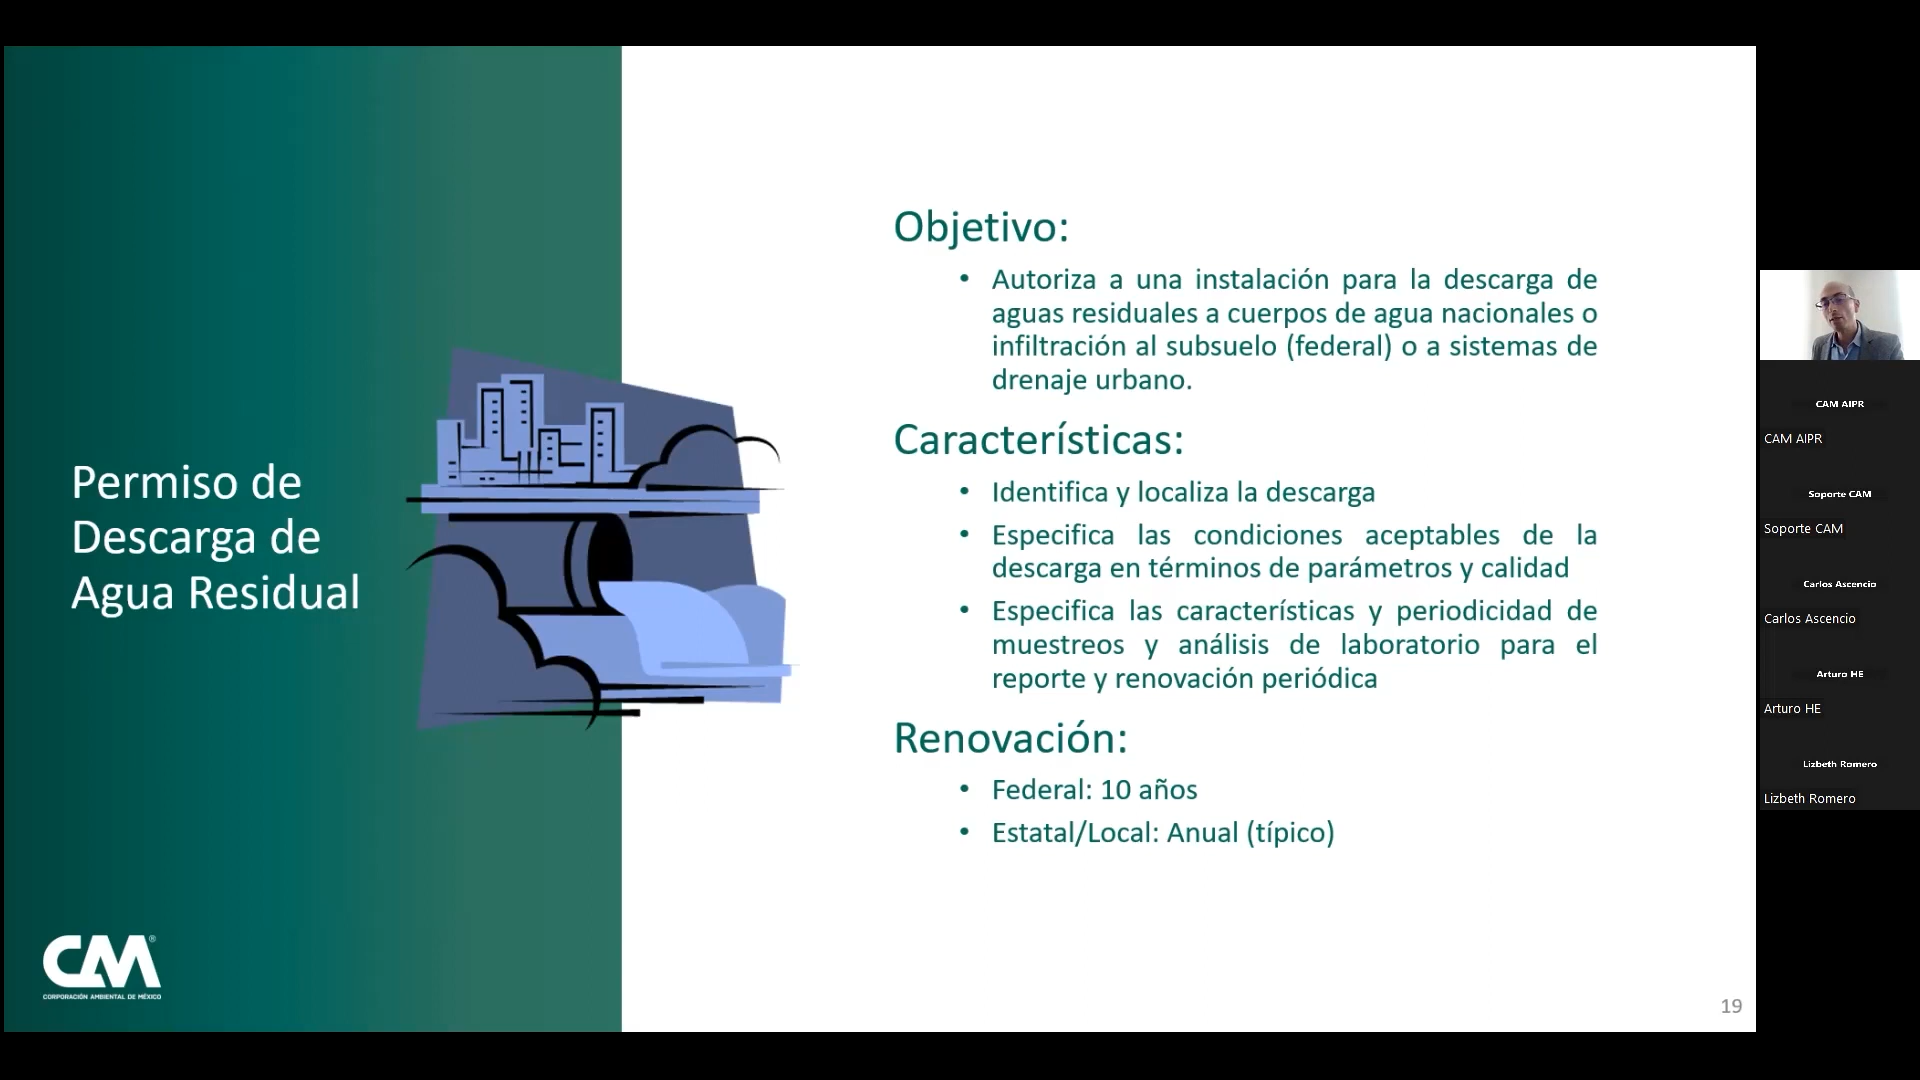 Permiso de
Descarga de
Agua Residual
CAM®
CORPORACIÓN AMBIENTAL DE MÉXICO
Objetivo:
• Autoriza a una instalación para la descarga de
aguas residuales a cuerpos de agua nacionales o
infiltración al subsuelo (federal) o a sistemas de
drenaje urbano.
Características:
• Identifica y localiza la descarga
• Especifica las condiciones aceptables de la
descarga en términos de parámetros y calidad
• Especifica las características y periodicidad de
muestreos y análisis de laboratorio para el
reporte y renovación periódica
Renovación:
• Federal: 10 años
• Estatal/Local: Anual (típico)
19
CAM AIPR
CAM AIPR
Soporte CAM
Soporte CAM
Carlos Ascencio
Carlos Ascencio
Arturo HE
Arturo HE
Lizbeth Romero
Lizbeth Romero